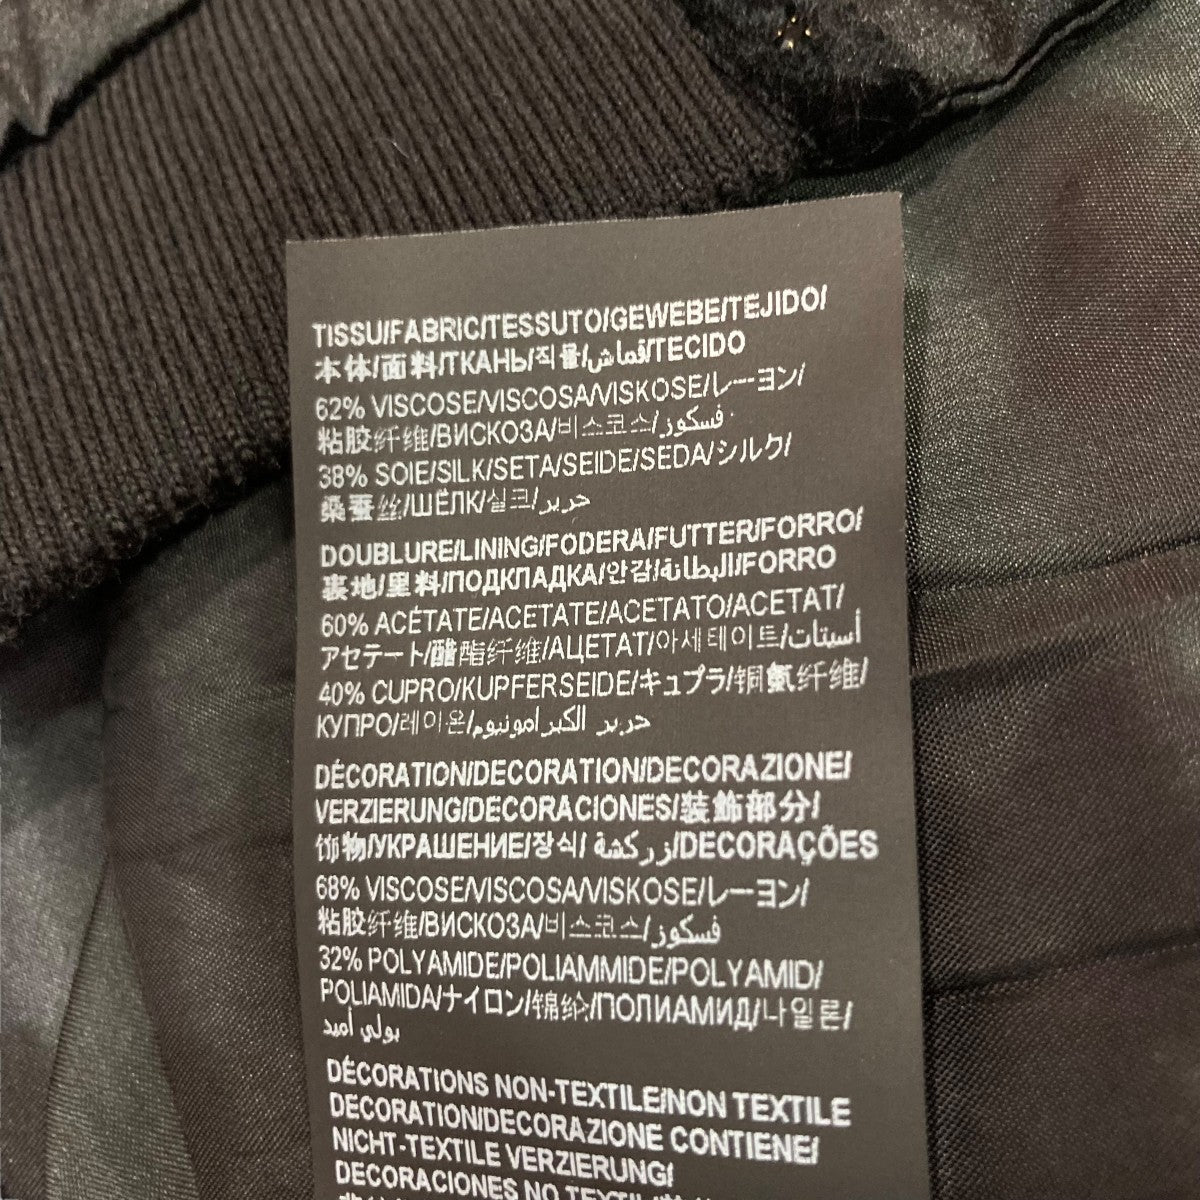 TISSU/FABRIC/TESSUTO/GEWEBE/TEJIDO/
本体/面料/ТКАНЬ/직물/قماش/TECIDO
62% VISCOSE/VISCOSA/VISKOSE/レーヨン/
粘胶纤维/ВИСКОЗА/비스코스/فسكوز
38% SOIE/SILK/SETA/SEIDE/SEDA/シルク/
桑蚕丝/ШЁЛК/실크/حرير
DOUBLURE/LINING/FODERA/FUTTER/FORRO/
裏地/里料/ПОДКЛАДКА/안감/البطانة/FORRO
60% ACÉTATE/ACETATE/ACETATO/ACETAT/
アセテート/醋酯纤维/АЦЕТАТ/아세테이트/أسيتات
40% CUPRO/KUPFERSEIDE/キュプラ/铜氨纤维/
КУПРО/레이온/حرير الكبرامونيوم
DÉCORATION/DECORATION/DECORAZIONE/
VERZIERUNG/DECORACIONES/装飾部分/
饰物/УКРАШЕНИЕ/장식/زركشة/DECORAÇÕES
68% VISCOSE/VISCOSA/VISKOSE/レーヨン/
粘胶纤维/ВИСКОЗА/비스코스/فسكوز
32% POLYAMIDE/POLIAMMIDE/POLYAMID/
POLIAMIDA/ナイロン/锦纶/ПОЛИАМИД/나일론/
بولي أميد
DÉCORATIONS NON-TEXTILE/NON TEXTILE
DECORATION/DECORAZIONE CONTIENE/
NICHT-TEXTILE VERZIERUNG/
DECORACIONES NO TEXTIL/